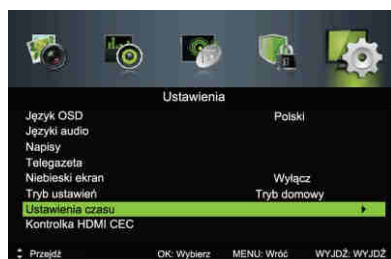 Ustawienia
Język OSD Polski
Języki audio
Napisy
Telegazeta
Niebieski ekran Wyłącz
Tryb ustawień Tryb domowy
Ustawienia czasu
Kontrolka HDMI CEC
Przejdź OK: Wybierz MENU: Wróć WYJDŹ: WYJDŹ